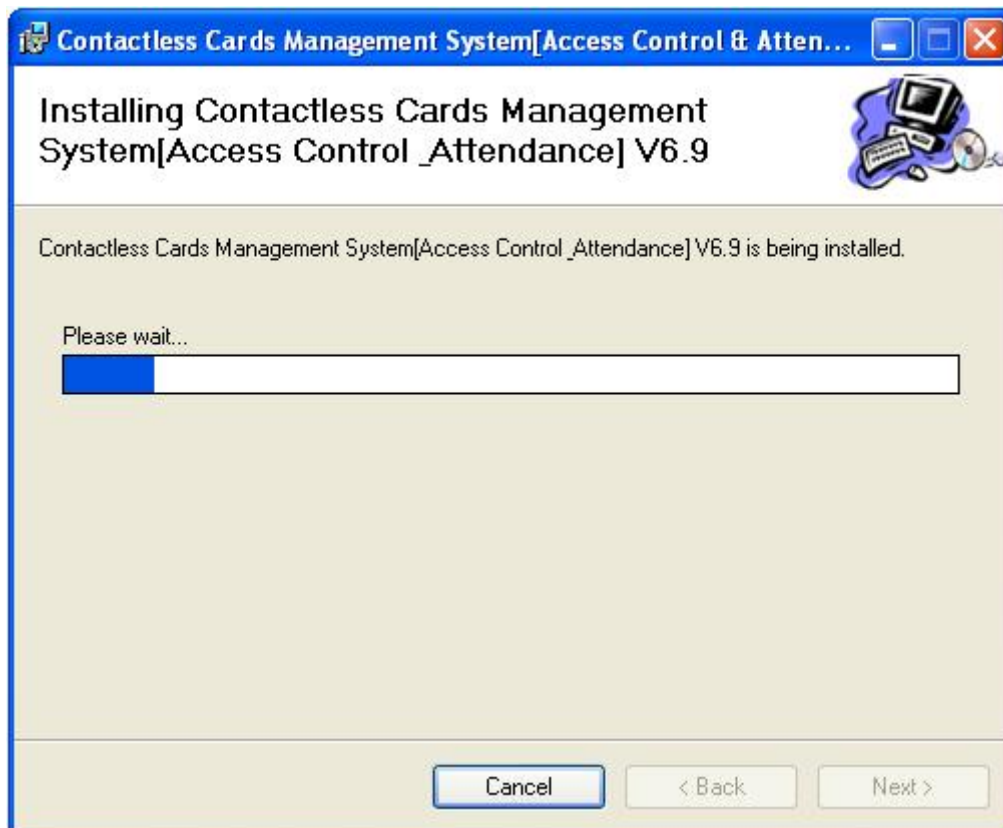 Contactless Cards Management System[Access Control & Atten...
Installing Contactless Cards Management
System[Access Control _Attendance] V6.9
Contactless Cards Management System[Access Control _Attendance] V6.9 is being installed.
Please wait...
Cancel
< Back
Next >